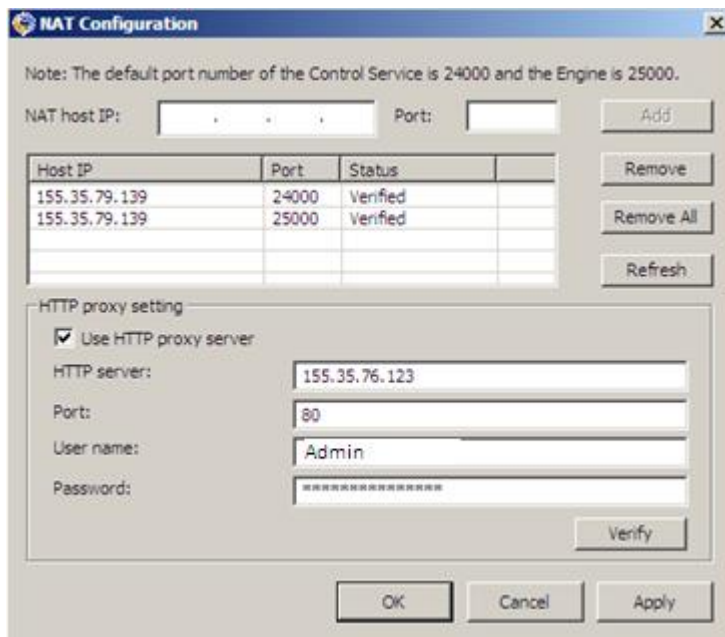 NAT Configuration
Note: The default port number of the Control Service is 24000 and the Engine is 25000.
NAT host IP: . . . Port: Add
Host IP Port Status
155.35.79.139 24000 Verified
155.35.79.139 25000 Verified
Remove
Remove All
Refresh
HTTP proxy setting
Use HTTP proxy server
HTTP server: 155.35.76.123
Port: 80
User name: Admin
Password: ***************
Verify
OK Cancel Apply